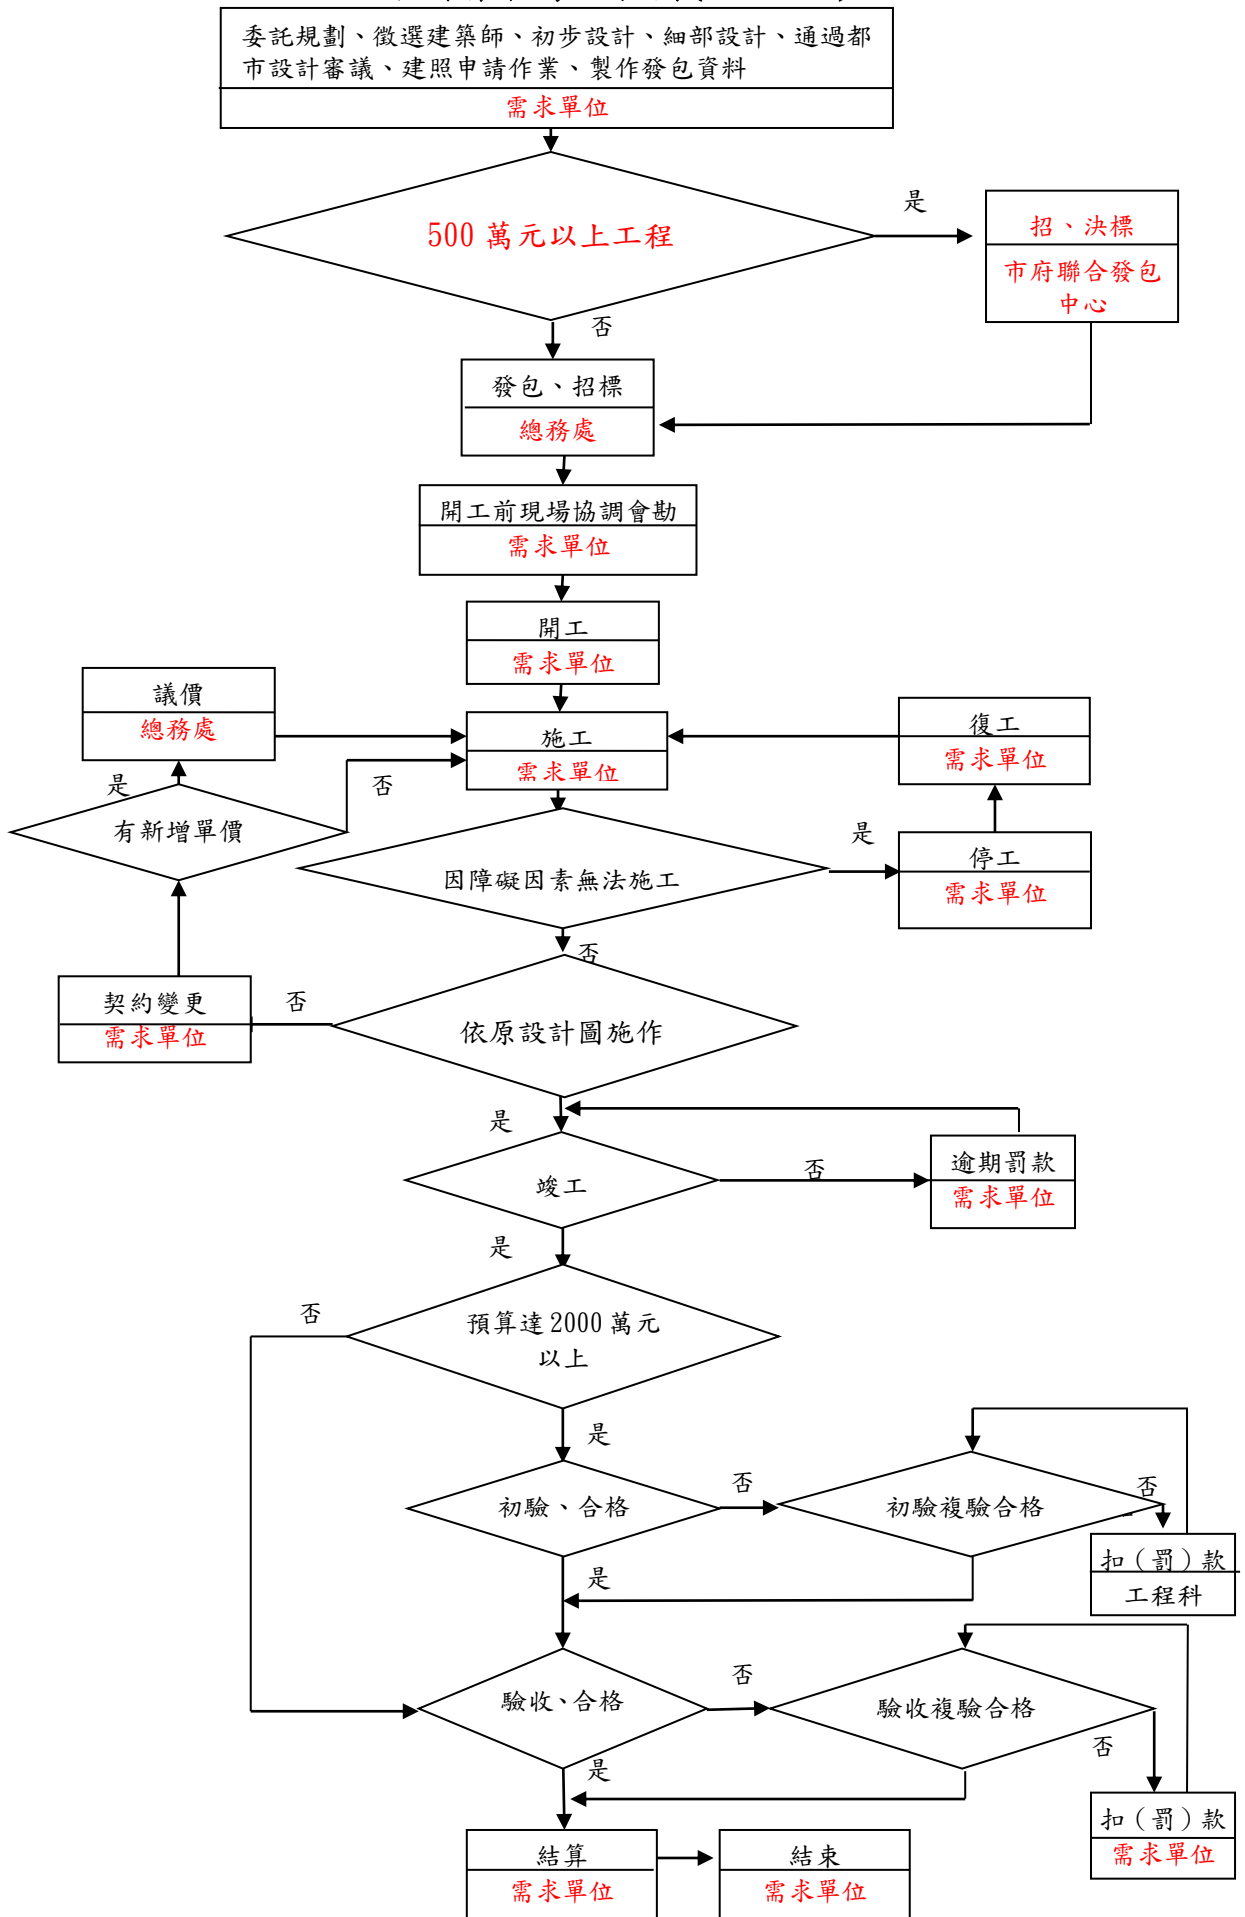 委託規劃、徵選建築師、初步設計、細部設計、通過都
市設計審議、建照申請作業、製作發包資料
需求單位
500 萬元以上工程
是
招、決標
市府聯合發包
中心
否
發包、招標
總務處
開工前現場協調會勘
需求單位
開工
需求單位
議價
總務處
施工
需求單位
復工
需求單位
是
否
有新增單價
因障礙因素無法施工
是
停工
需求單位
否
契約變更
需求單位
否
依原設計圖施作
是
竣工
否
逾期罰款
需求單位
是
預算達 2000 萬元
以上
否
是
初驗、合格
否
初驗複驗合格
否
扣（罰）款
工程科
是
驗收、合格
否
驗收複驗合格
否
扣（罰）款
需求單位
是
結算
需求單位
結束
需求單位